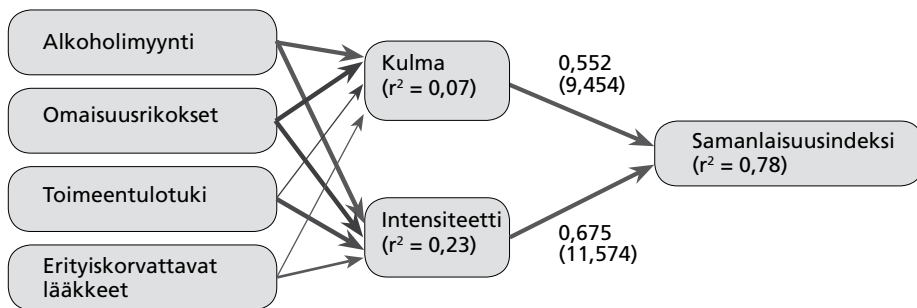 Alkoholimyynti
Omaisuusrikokset
Toimeentulotuki
Erityiskorvattavat
lääkkeet
Kulma
(r² = 0,07)
Intensiteetti
(r² = 0,23)
0,552
(9,454)
0,675
(11,574)
Samanlaisuusindeksi
(r² = 0,78)